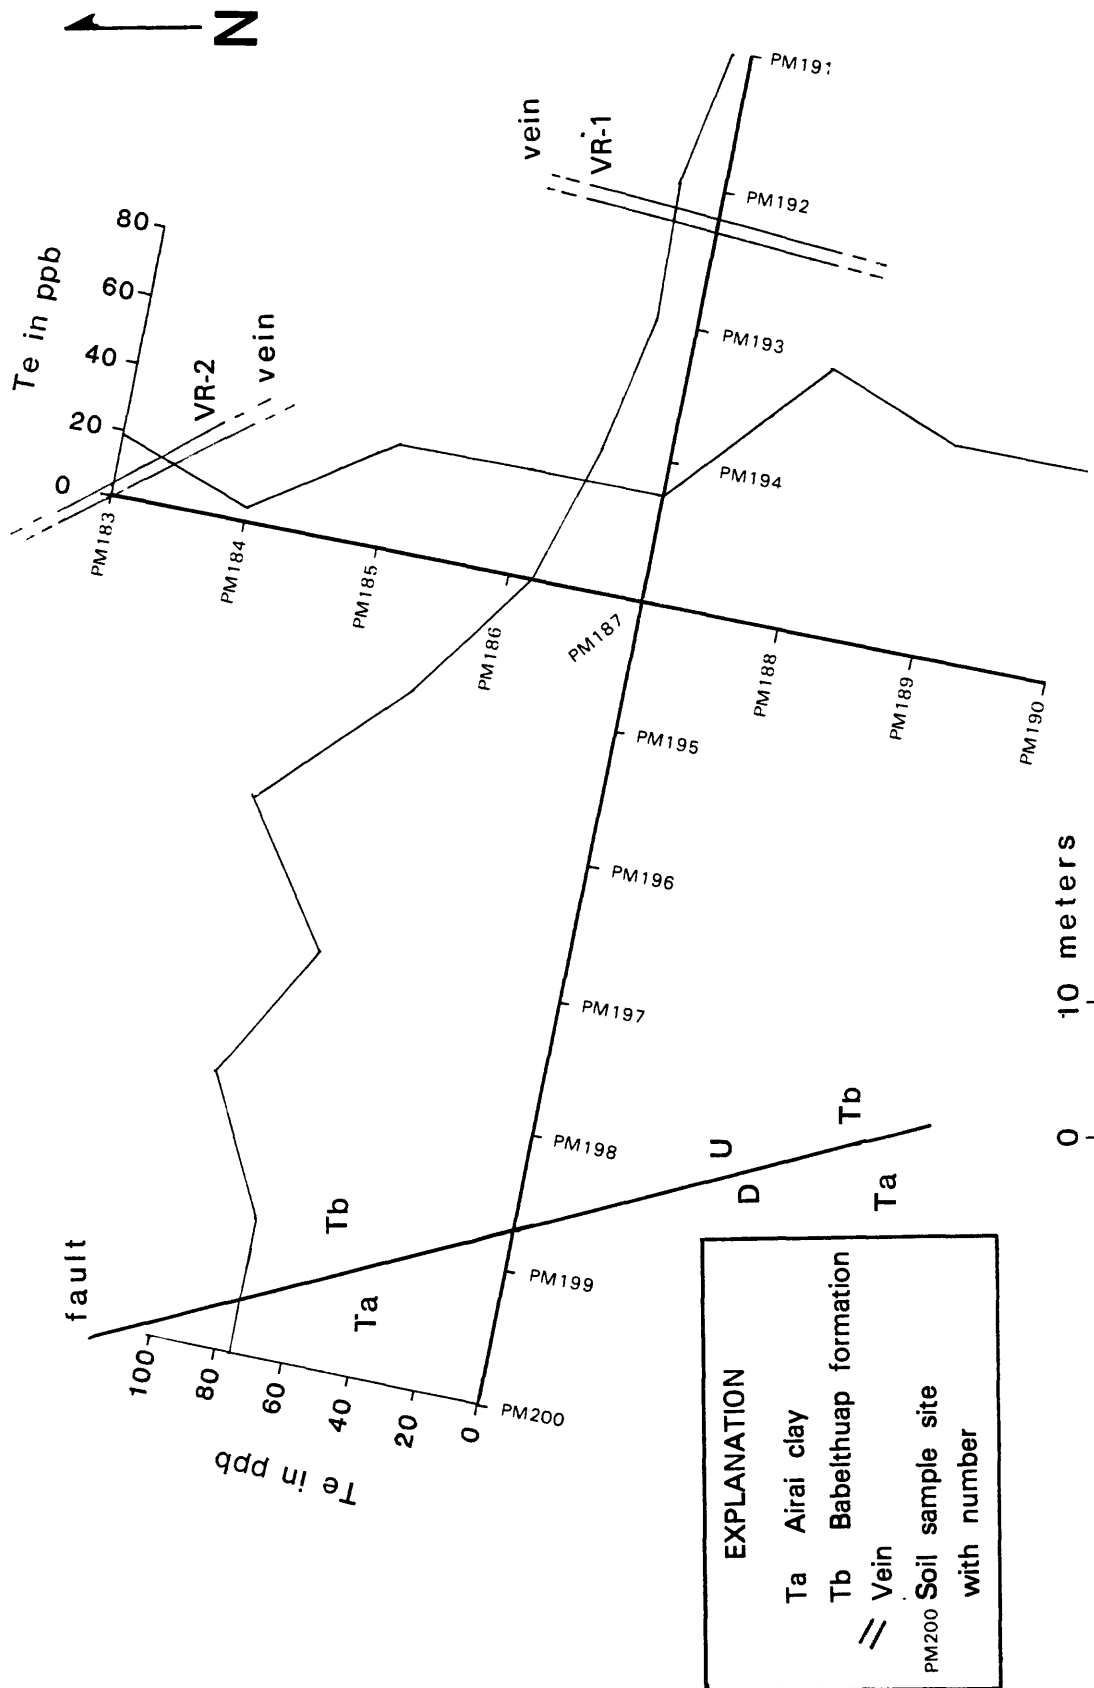 N
PM191
vein
VR-1
PM192
80
60
40
20
0
Te in ppb
VR-2
vein
PM193
PM194
PM183
PM184
PM185
PM186
PM187
PM188
PM189
PM190
PM195
PM196
PM197
PM198
PM199
PM200
fault
Tb
Ta
U
D
Tb
Ta
100
80
60
40
20
0
Te in ppb
0
10 meters
EXPLANATION
Ta Airai clay
Tb Babelthuap formation
Vein
PM200 Soil sample site
with number